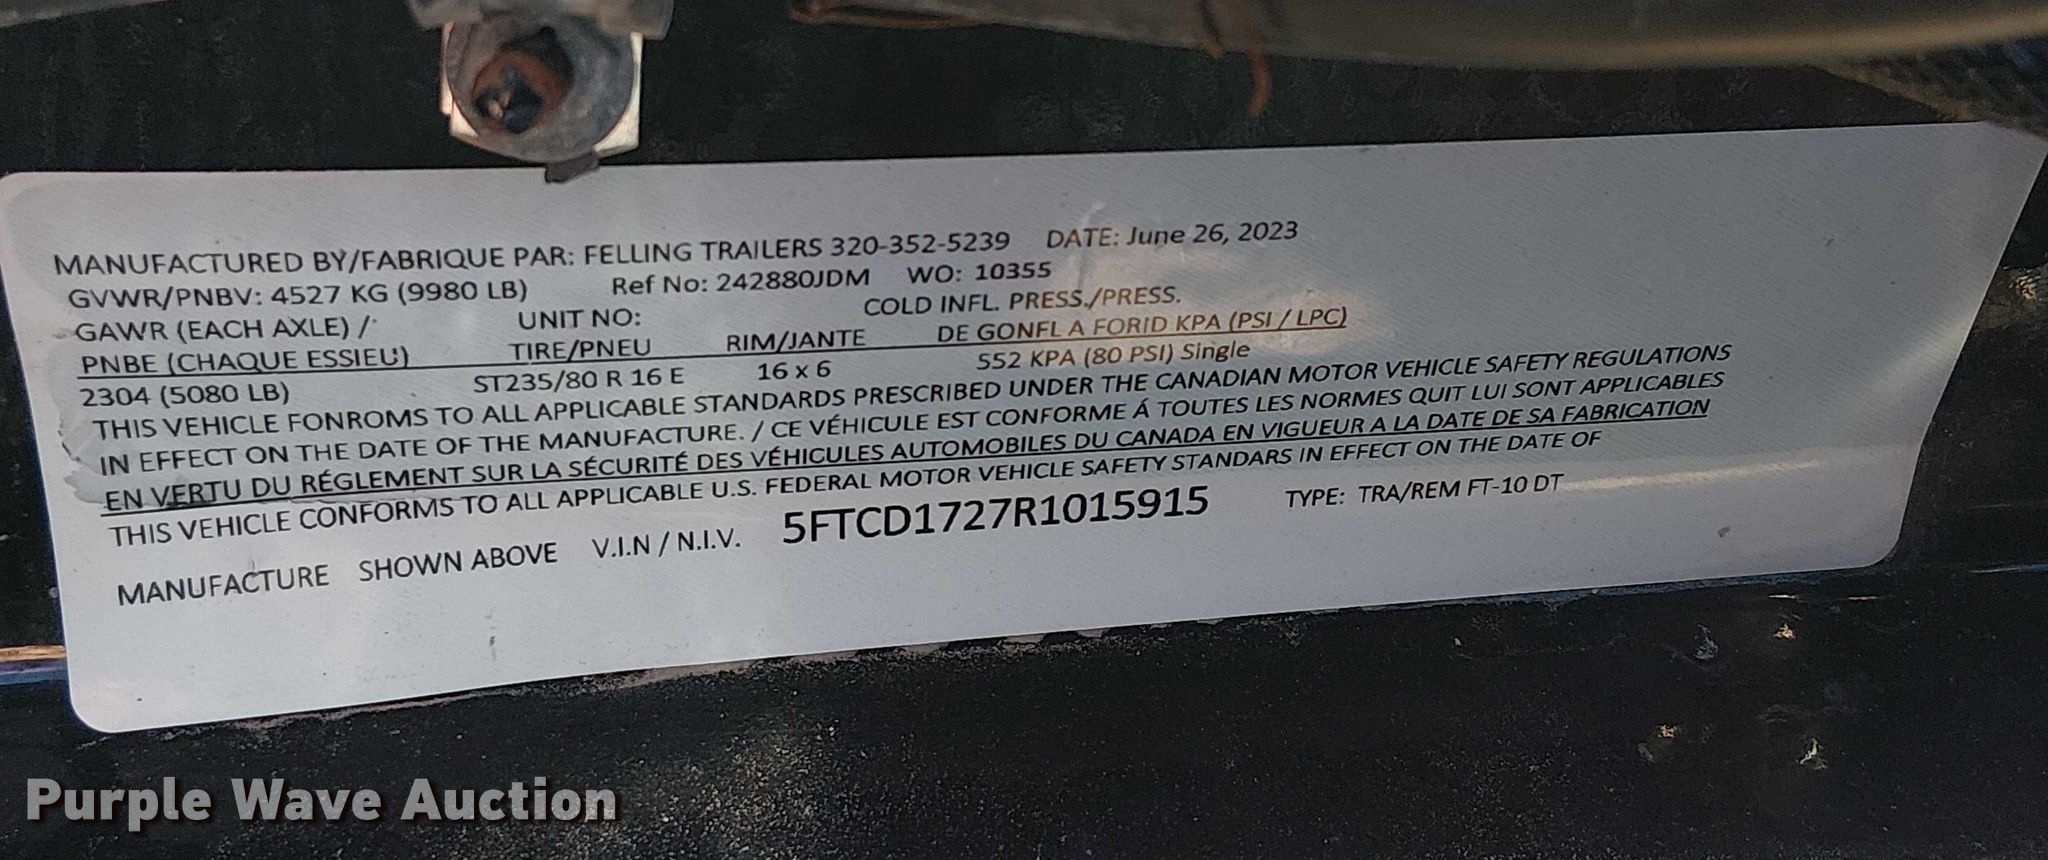 MANUFACTURED BY/FABRIQUE PAR: FELLING TRAILERS 320-352-5239 DATE: June 26, 2023
GVWR/PNBV: 4527 KG (9980 LB) Ref No: 242880JDM WO: 10355
GAWR (EACH AXLE) / UNIT NO: COLD INFL. PRESS./PRESS.
PNBE (CHAQUE ESSIEU) TIRE/PNEU RIM/JANTE DE GONFL A FORID KPA (PSI / LPC)
2304 (5080 LB) ST235/80 R 16 E 16 x 6 552 KPA (80 PSI) Single
THIS VEHICLE FONROMS TO ALL APPLICABLE STANDARDS PRESCRIBED UNDER THE CANADIAN MOTOR VEHICLE SAFETY REGULATIONS
IN EFFECT ON THE DATE OF THE MANUFACTURE. / CE VÉHICULE EST CONFORME Á TOUTES LES NORMES QUIT LUI SONT APPLICABLES
EN VERTU DU RÉGLEMENT SUR LA SÉCURITÉ DES VÉHICULES AUTOMOBILES DU CANADA EN VIGUEUR A LA DATE DE SA FABRICATION
THIS VEHICLE CONFORMS TO ALL APPLICABLE U.S. FEDERAL MOTOR VEHICLE SAFETY STANDARS IN EFFECT ON THE DATE OF
MANUFACTURE SHOWN ABOVE V.I.N / N.I.V. 5FTCD1727R1015915 TYPE: TRA/REM FT-10 DT
Purple Wave Auction